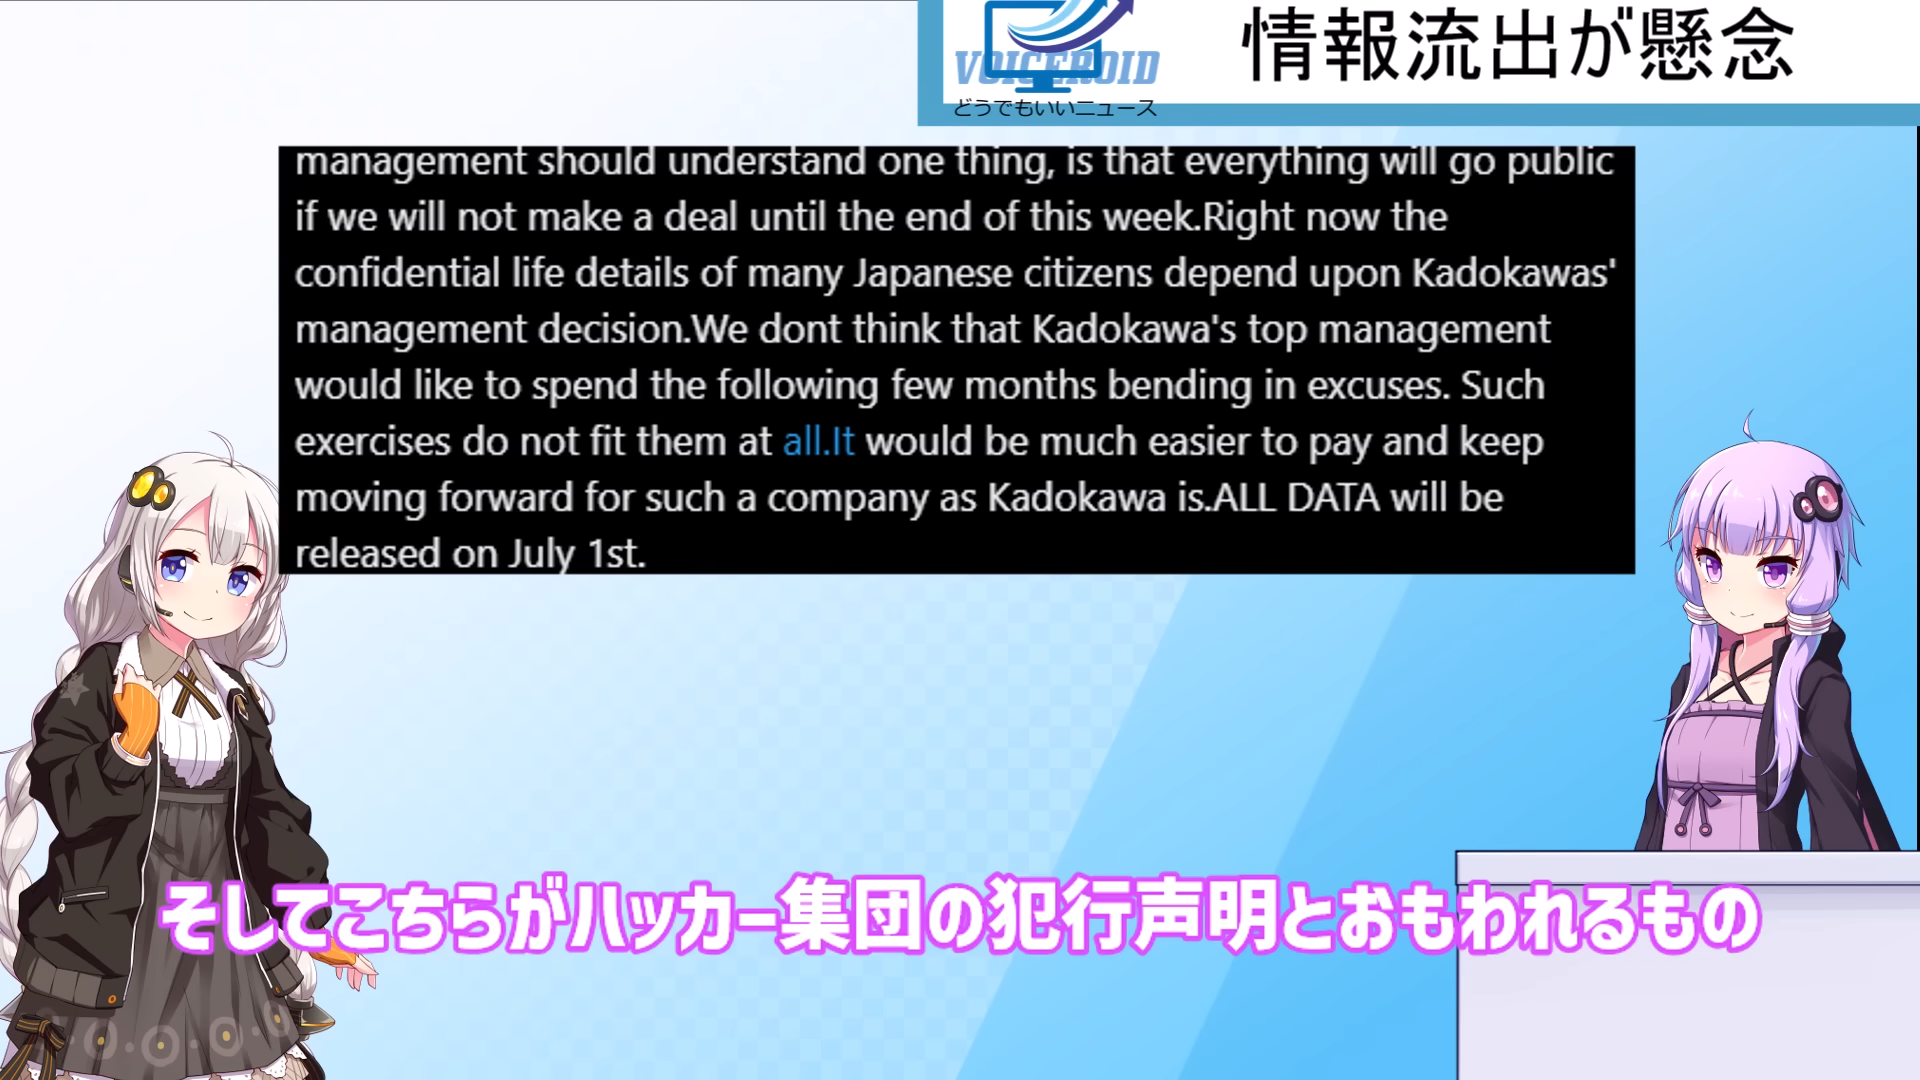 VOICEROID
どうでもいいニュース
情報流出が懸念
management should understand one thing, is that everything will go public
if we will not make a deal until the end of this week.Right now the
confidential life details of many Japanese citizens depend upon Kadokawas'
management decision.We dont think that Kadokawa's top management
would like to spend the following few months bending in excuses. Such
exercises do not fit them at all.It would be much easier to pay and keep
moving forward for such a company as Kadokawa is.ALL DATA will be
released on July 1st.
そしてこちらがハッカー集団の犯行声明とおもわれるもの